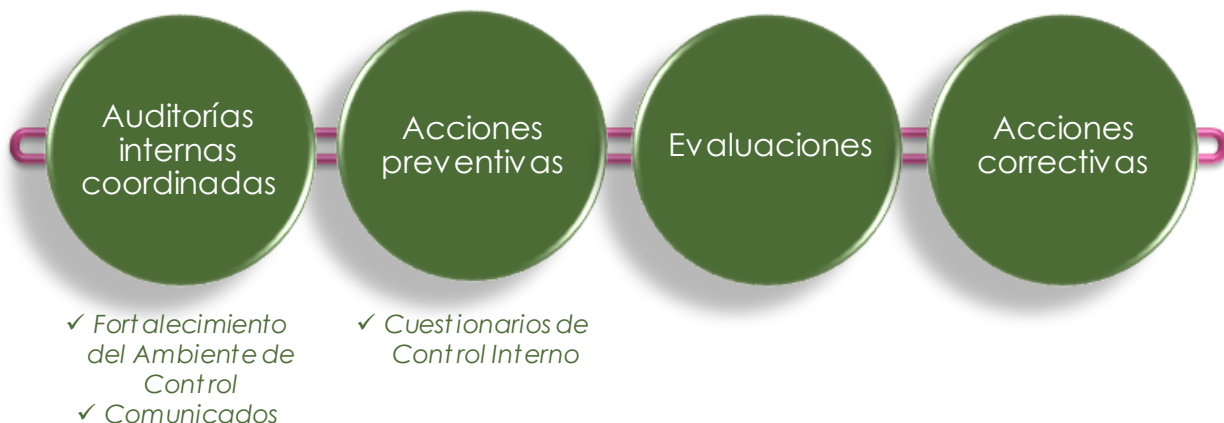 Auditorías
internas
coordinadas
Acciones
preventivas
Evaluaciones
Acciones
correctivas
✓ Fortalecimiento
del Ambiente de
Control
✓ Comunicados
✓ Cuestionarios de
Control Interno